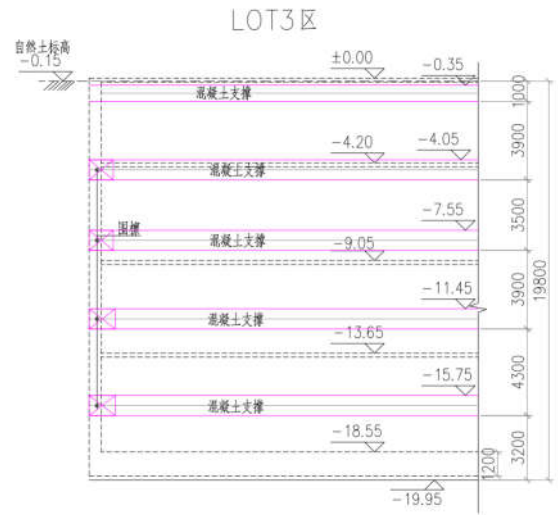 LOT3区
自然土标高
-0.15
±0.00
-0.35
混凝土支撑
1000
3900
-4.20
-4.05
混凝土支撑
3500
-7.55
围檩
混凝土支撑
-9.05
19800
3900
-11.45
混凝土支撑
-13.65
4300
-15.75
混凝土支撑
-18.55
3200
1200
-19.95